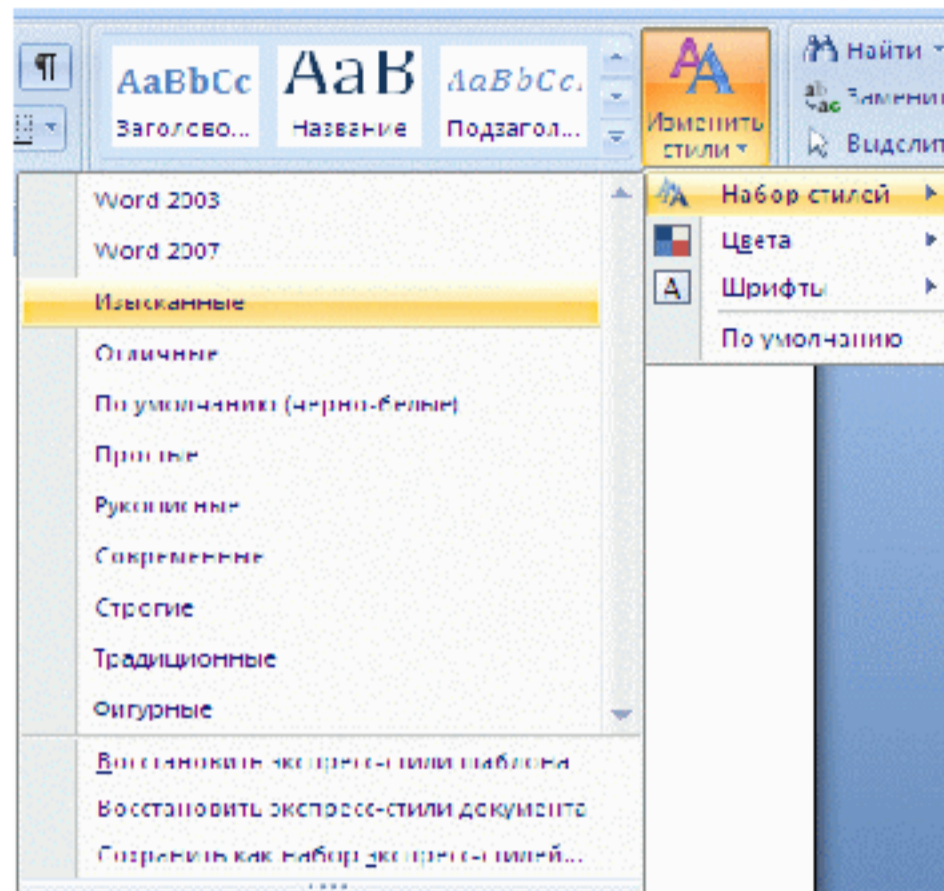 ¶
AaBbCc AaB AaBbCc.
Заголово... Название Подзагол...
Изменить
стили
Найти
Заменит
Выделит
Word 2003
Word 2007
Изысканные
Отличные
По умолчанию (черно-белые)
Простые
Рукописные
Современные
Строгие
Традиционные
Фигурные
Восстановить экспресс-стили шаблона
Восстановить экспресс-стили документа
Сохранить как набор экспресс-стилей...
Набор стилей
Цвета
Шрифты
По умолчанию